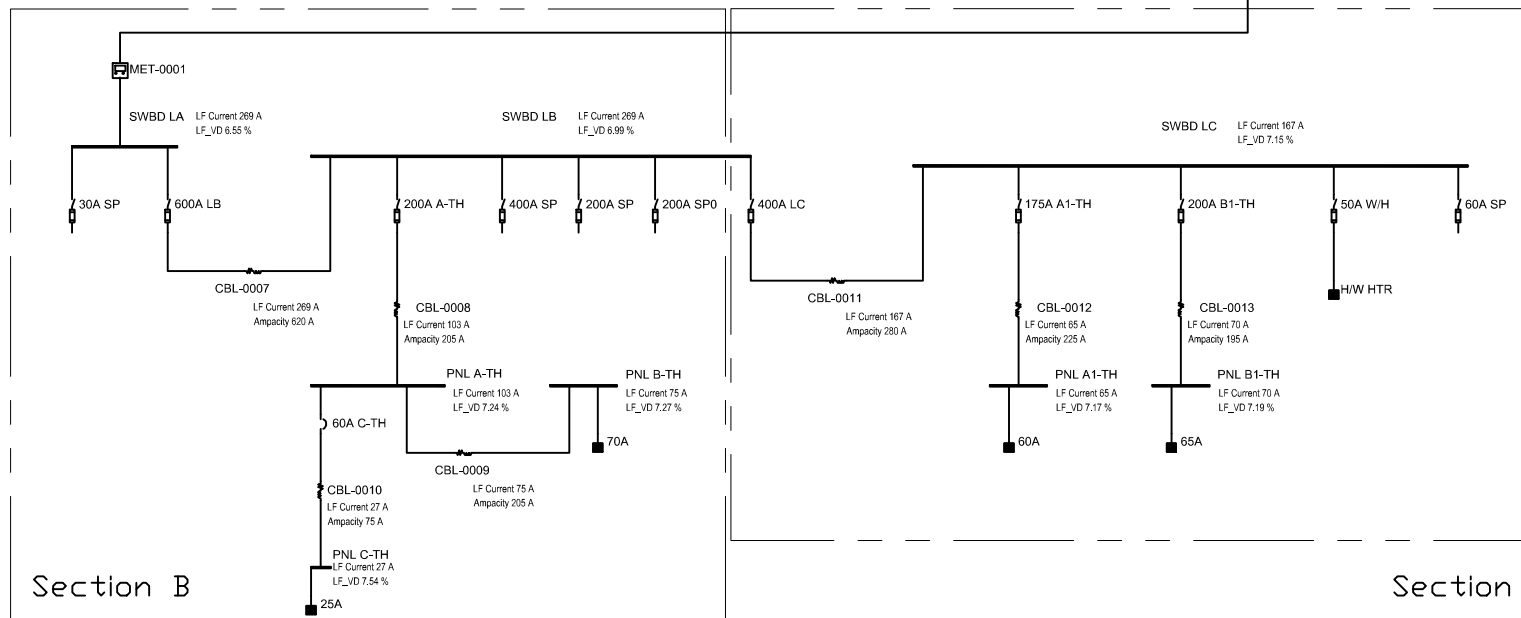 MET-0001
SWBD LA
LF Current 269 A
LF_VD 6.55 %
SWBD LB
LF Current 269 A
LF_VD 6.99 %
SWBD LC
LF Current 167 A
LF_VD 7.15 %
30A SP
600A LB
200A A-TH
400A SP
200A SP
200A SP0
400A LC
175A A1-TH
200A B1-TH
50A W/H
60A SP
CBL-0007
LF Current 269 A
Ampacity 620 A
CBL-0008
LF Current 103 A
Ampacity 205 A
CBL-0011
LF Current 167 A
Ampacity 280 A
CBL-0012
LF Current 65 A
Ampacity 225 A
CBL-0013
LF Current 70 A
Ampacity 195 A
H/W HTR
PNL A-TH
LF Current 103 A
LF_VD 7.24 %
PNL B-TH
LF Current 75 A
LF_VD 7.27 %
PNL A1-TH
LF Current 65 A
LF_VD 7.17 %
PNL B1-TH
LF Current 70 A
LF_VD 7.19 %
60A C-TH
70A
60A
65A
CBL-0009
LF Current 75 A
Ampacity 205 A
CBL-0010
LF Current 27 A
Ampacity 75 A
PNL C-TH
LF Current 27 A
LF_VD 7.54 %
25A
Section B
Section